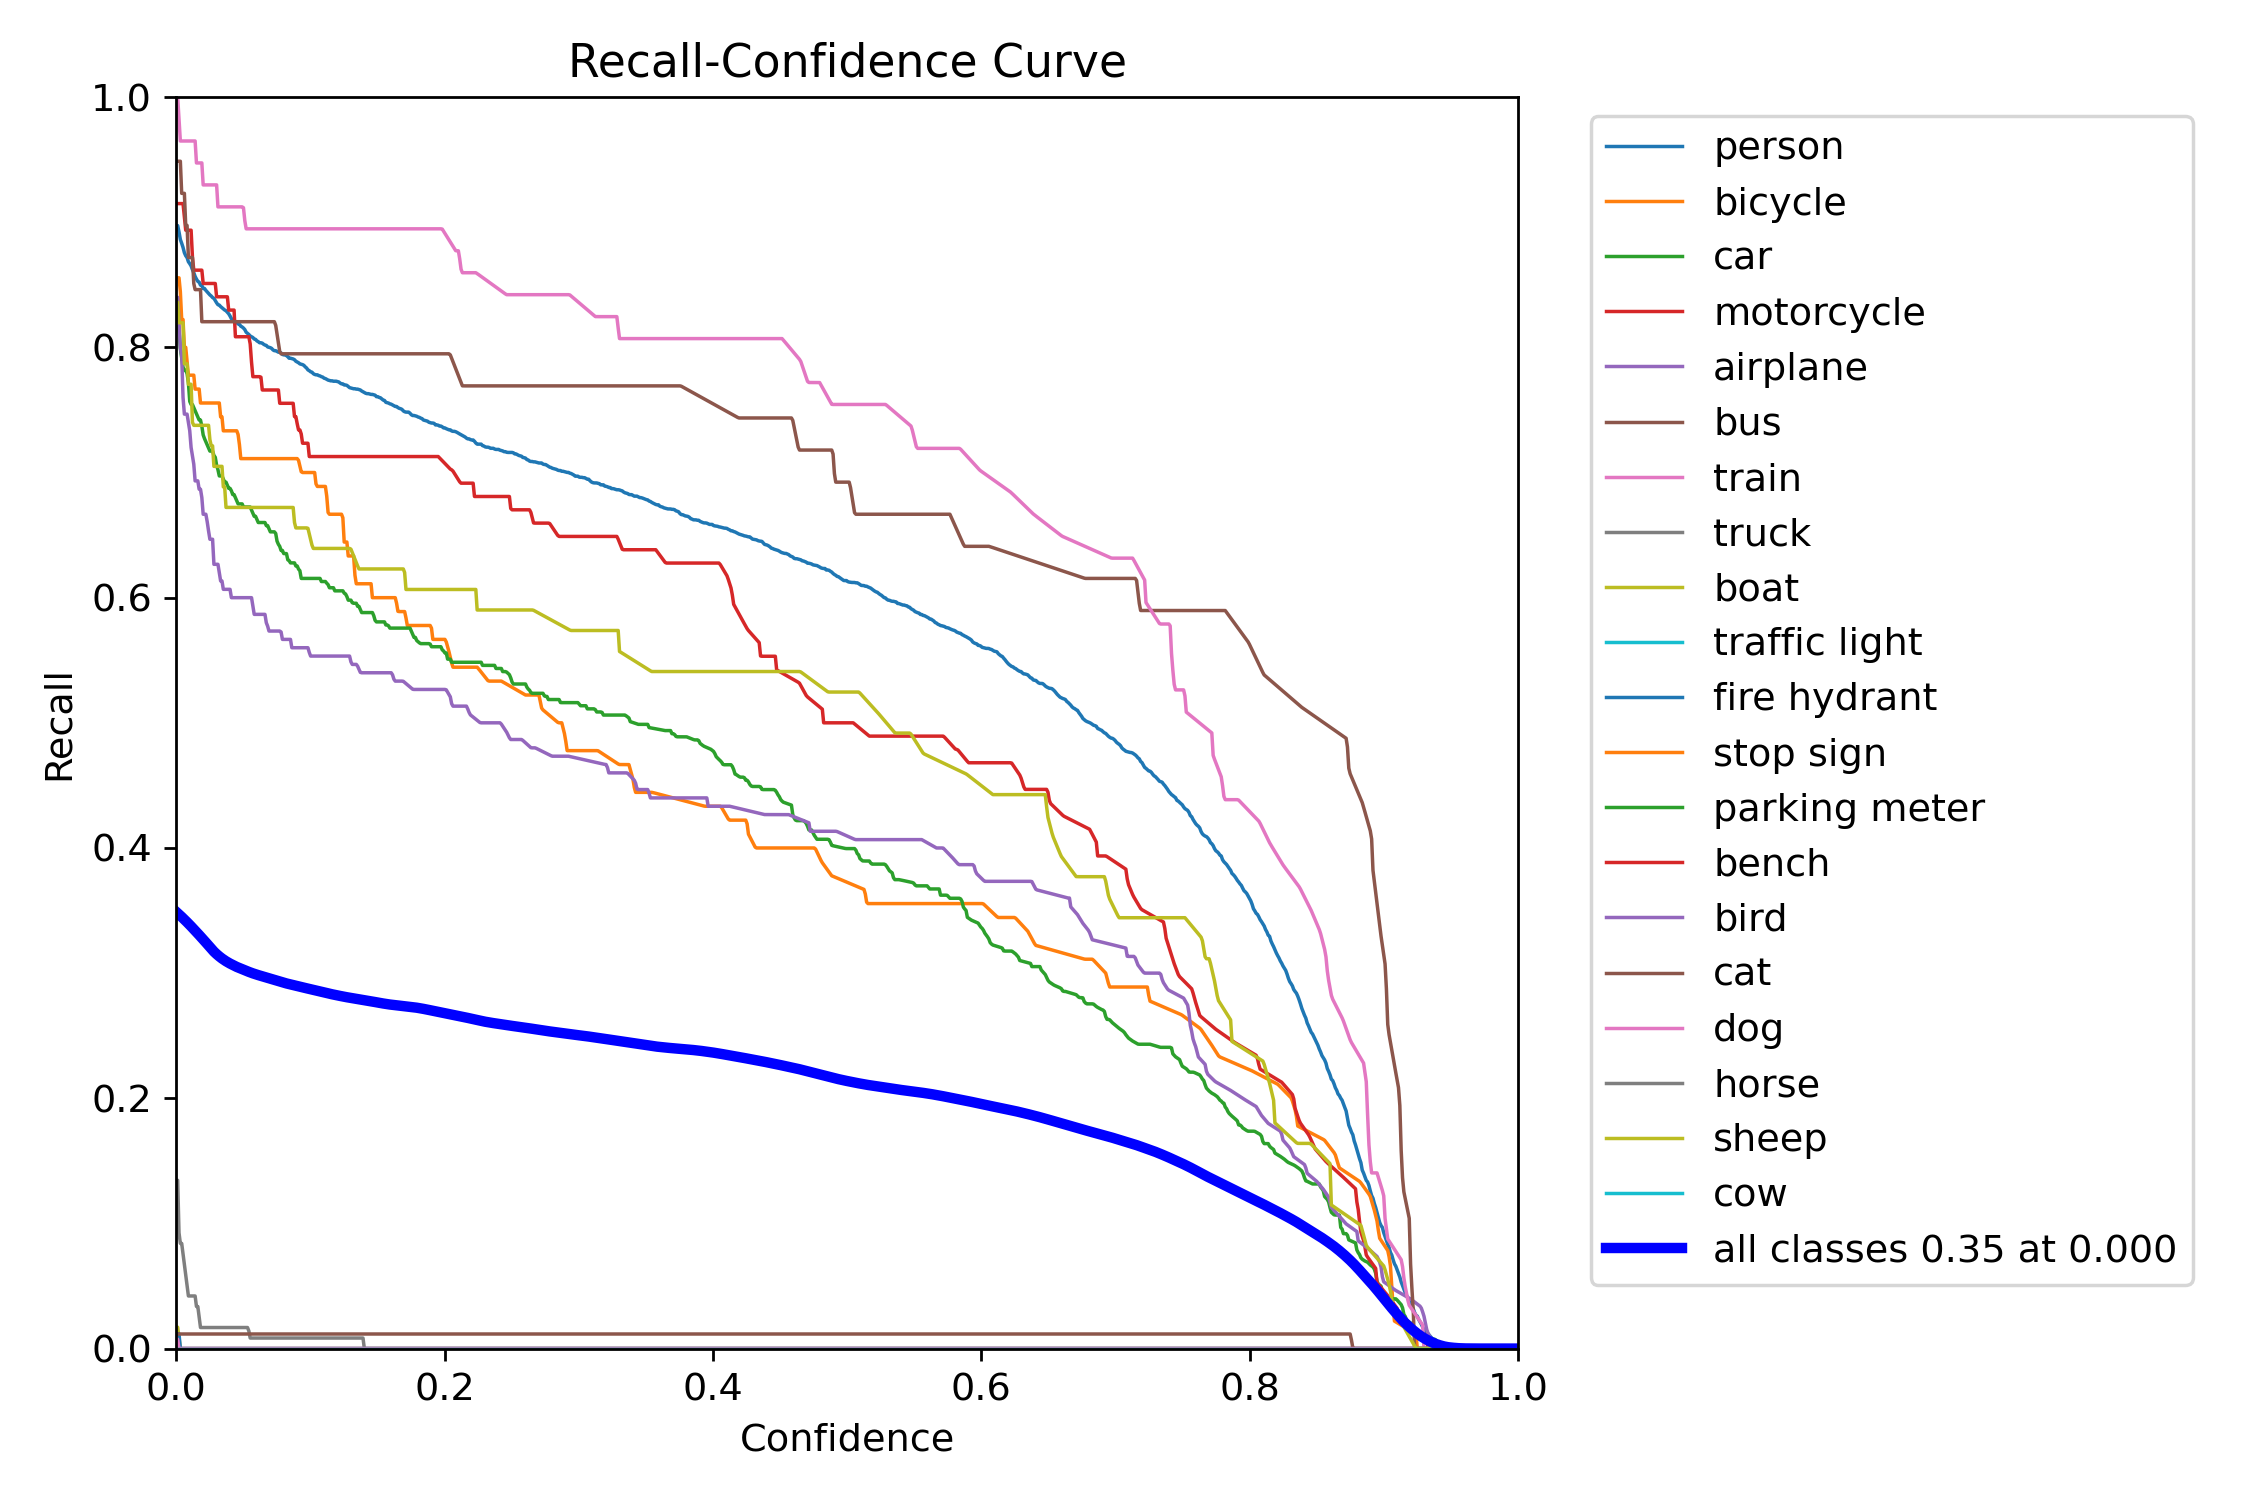 Recall-Confidence Curve
1.0
0.8
0.6
0.4
0.2
0.0
Recall
0.0 0.2 0.4 0.6 0.8 1.0
Confidence
person
bicycle
car
motorcycle
airplane
bus
train
truck
boat
traffic light
fire hydrant
stop sign
parking meter
bench
bird
cat
dog
horse
sheep
cow
all classes 0.35 at 0.000